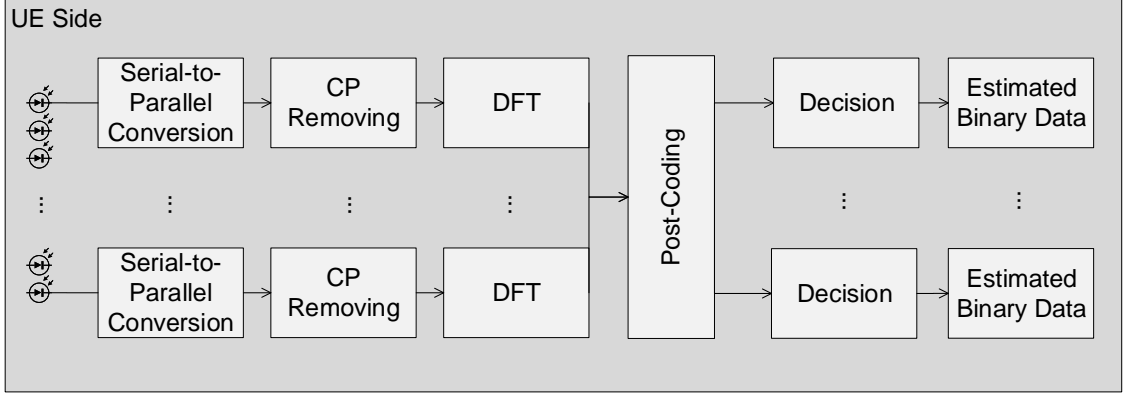 UE Side
Serial-to-
Parallel
Conversion
CP
Removing
DFT
Post-Coding
Decision
Estimated
Binary Data
...
...
...
...
...
...
Serial-to-
Parallel
Conversion
CP
Removing
DFT
Decision
Estimated
Binary Data